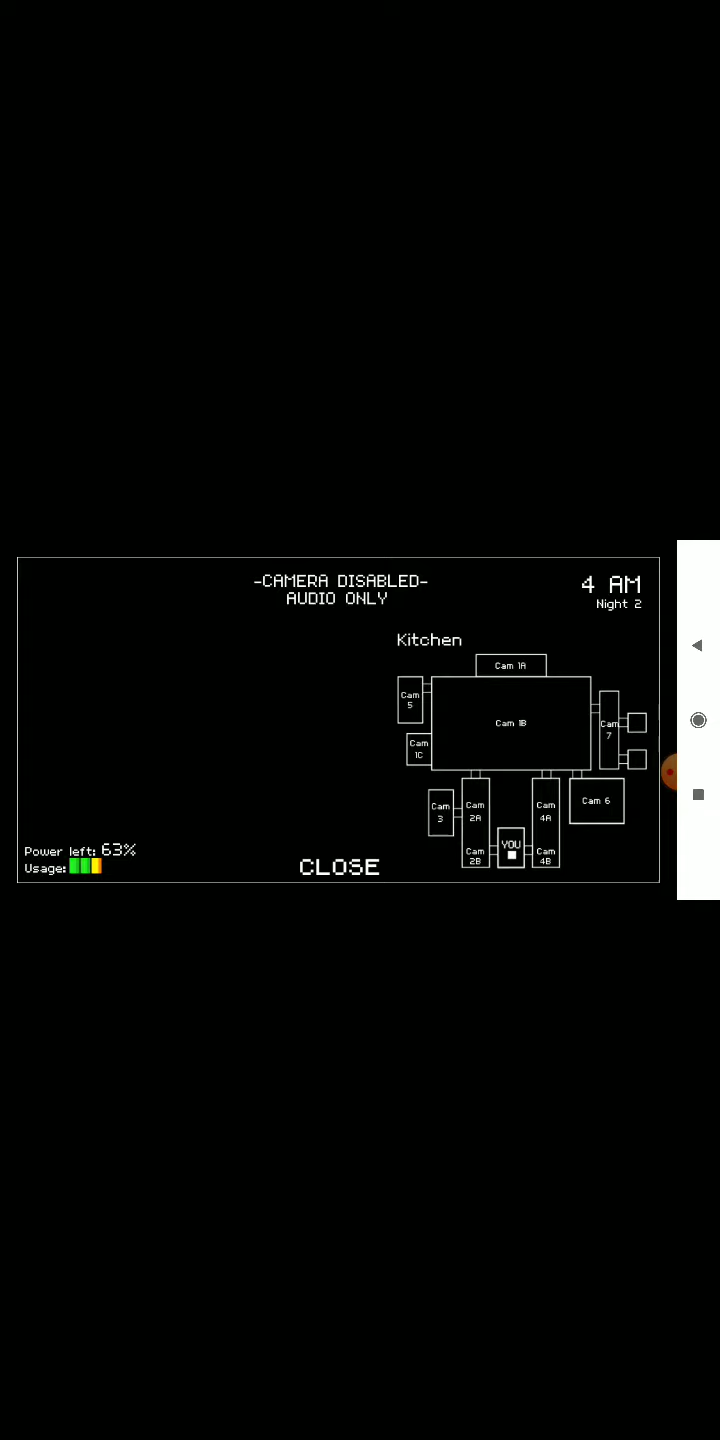 -CAMERA DISABLED-
AUDIO ONLY
4 AM
Night 2
Kitchen
Cam 1A
Cam
5
Cam 1B
Cam
7
Cam
1C
Cam
3
Cam
2A
Cam
4A
Cam 6
YOU
Cam
2B
Cam
4B
Power left: 63%
Usage:
CLOSE